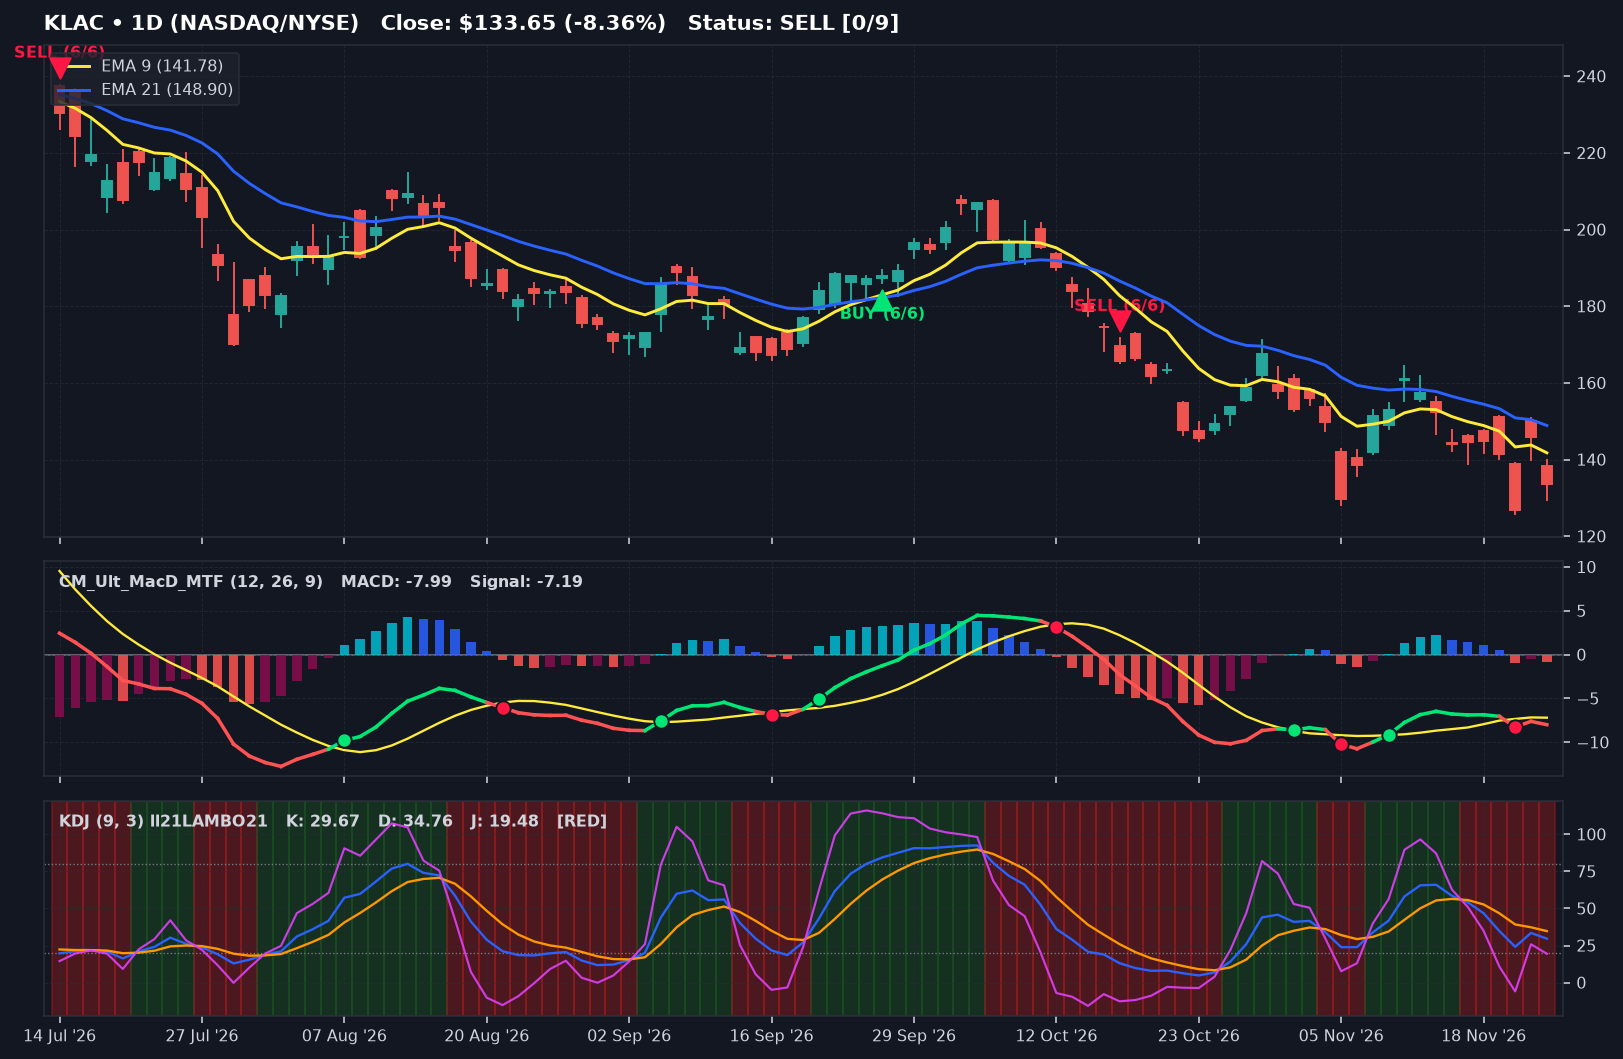 KLAC • 1D (NASDAQ/NYSE)   Close: $133.65 (-8.36%)   Status: SELL [0/9]
SELL (6/6)
EMA 9 (141.78)
EMA 21 (148.90)
240
220
200
180
160
140
120
BUY (6/6)
SELL (6/6)
CM_Ult_MacD_MTF (12, 26, 9)   MACD: -7.99   Signal: -7.19
10
5
0
−5
−10
KDJ (9, 3) II21LAMBO21   K: 29.67   D: 34.76   J: 19.48   [RED]
100
75
50
25
0
14 Jul '26
27 Jul '26
07 Aug '26
20 Aug '26
02 Sep '26
16 Sep '26
29 Sep '26
12 Oct '26
23 Oct '26
05 Nov '26
18 Nov '26